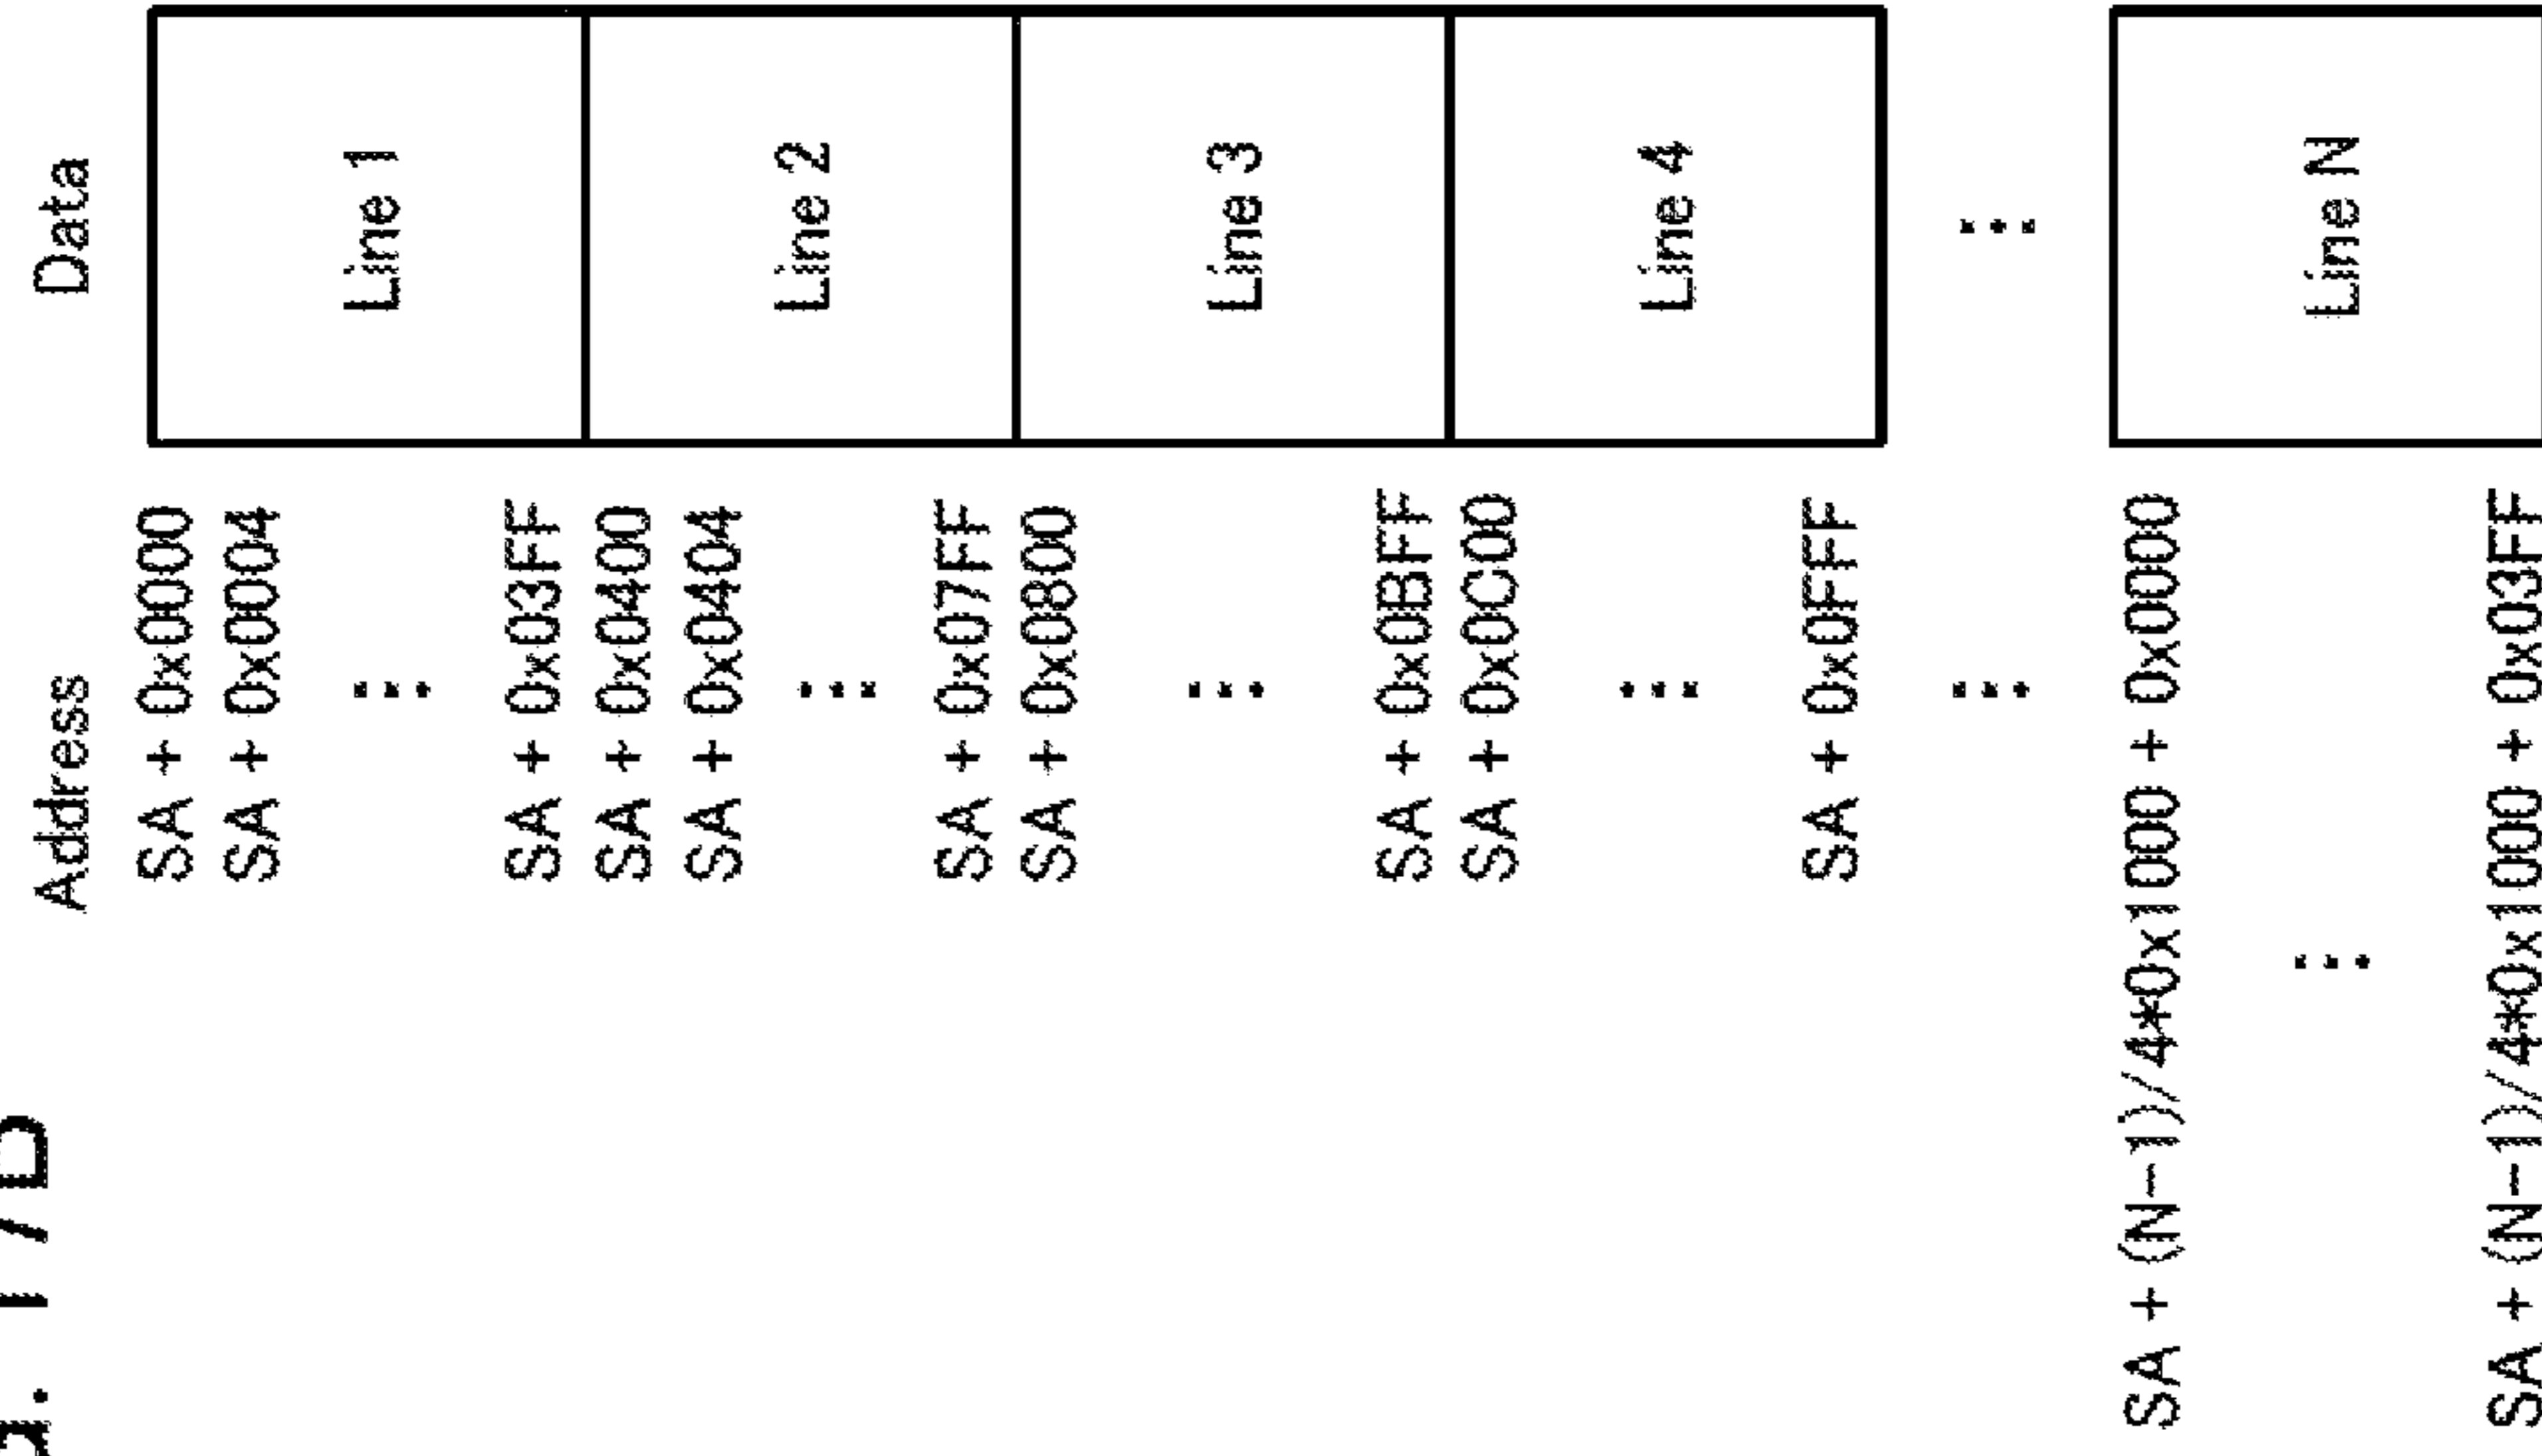 Address Data
SA + 0x0000
SA + 0x0004
...
SA + 0x03FF
Line 1
SA + 0x0400
SA + 0x0404
...
SA + 0x07FF
Line 2
SA + 0x0800
...
SA + 0x0BFF
Line 3
SA + 0x0C00
...
SA + 0x0FFF
Line 4
... ...
SA + (N-1)/4*0x1000 + 0x0000
...
SA + (N-1)/4*0x1000 + 0x03FF
Line N